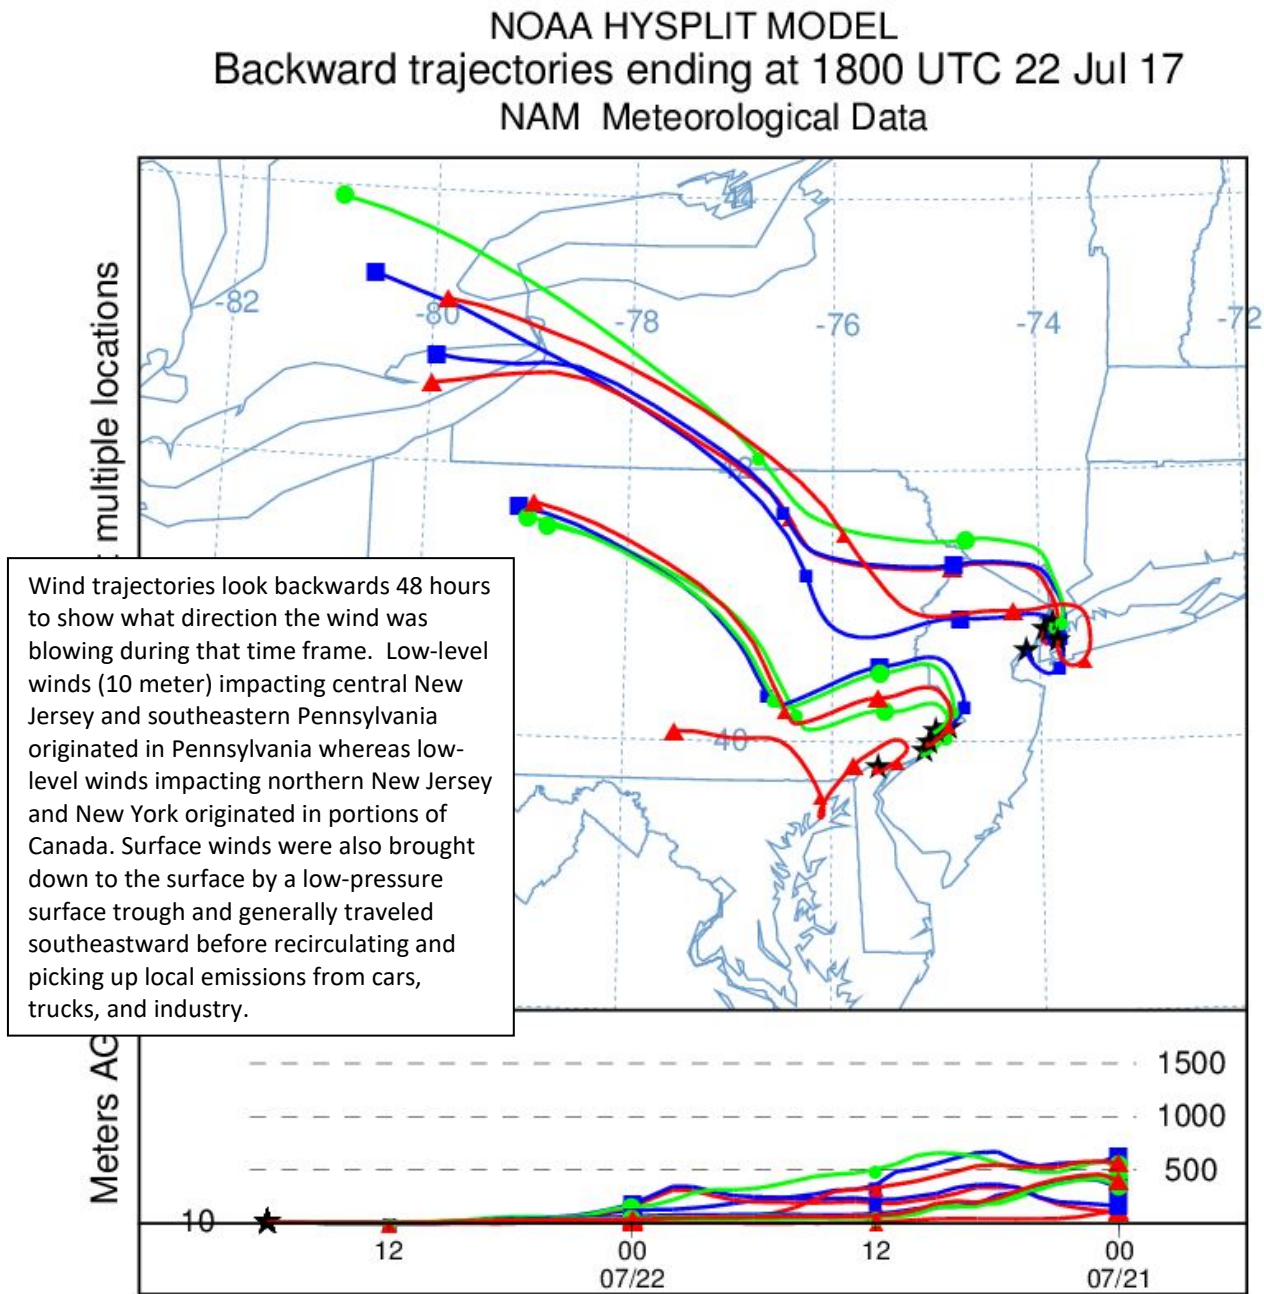 NOAA HYSPLIT MODEL
Backward trajectories ending at 1800 UTC 22 Jul 17
NAM Meteorological Data
44
-82
-80
-78
-76
-74
-72
multiple locations
42
40
Wind trajectories look backwards 48 hours
to show what direction the wind was
blowing during that time frame. Low-level
winds (10 meter) impacting central New
Jersey and southeastern Pennsylvania
originated in Pennsylvania whereas low-
level winds impacting northern New Jersey
and New York originated in portions of
Canada. Surface winds were also brought
down to the surface by a low-pressure
surface trough and generally traveled
southeastward before recirculating and
picking up local emissions from cars,
trucks, and industry.
Meters AG
1500
1000
500
10
12 00 12 00
07/22 07/21